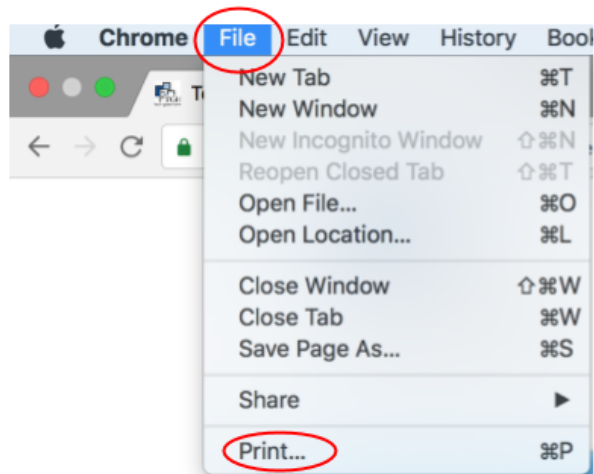 Chrome File Edit View History
New Tab ⌘T
New Window ⌘N
New Incognito Window ⇧⌘N
Reopen Closed Tab ⇧⌘T
Open File... ⌘O
Open Location... ⌘L
Close Window ⇧⌘W
Close Tab ⌘W
Save Page As... ⌘S
Share ▶
Print... ⌘P